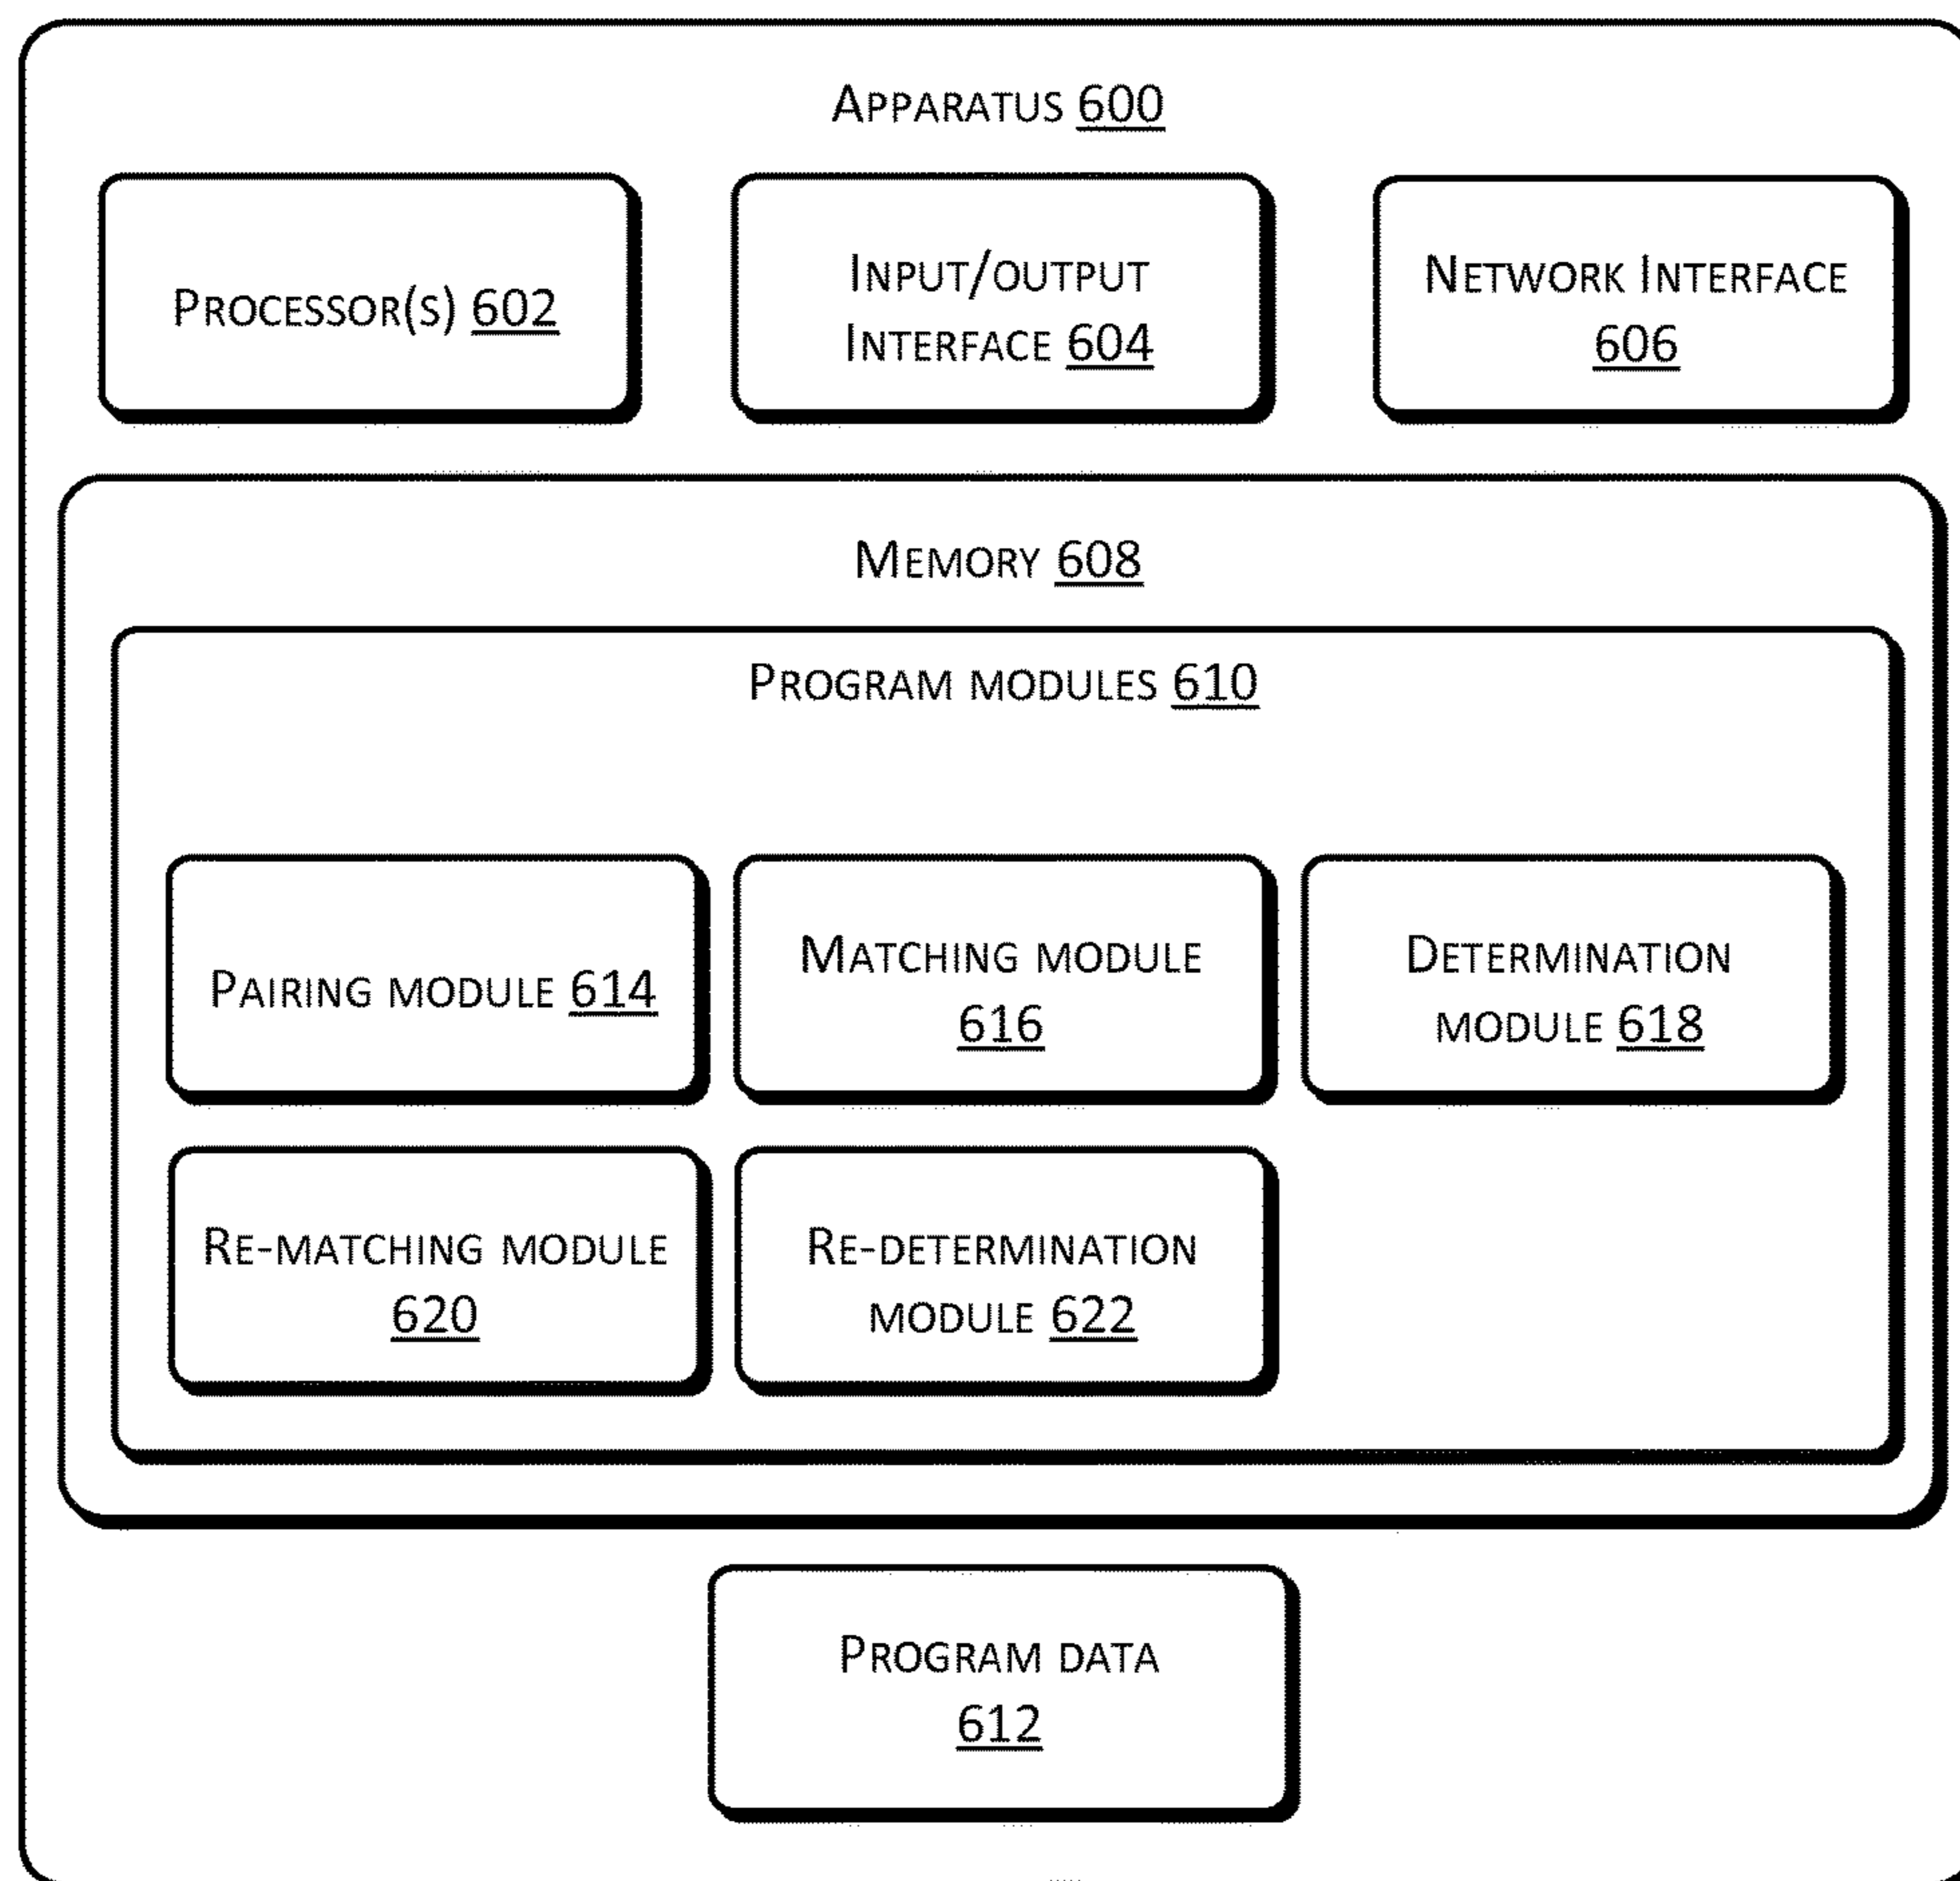 APPARATUS 600
PROCESSOR(S) 602
INPUT/OUTPUT
INTERFACE 604
NETWORK INTERFACE
606
MEMORY 608
PROGRAM MODULES 610
PAIRING MODULE 614
MATCHING MODULE
616
DETERMINATION
MODULE 618
RE-MATCHING MODULE
620
RE-DETERMINATION
MODULE 622
PROGRAM DATA
612